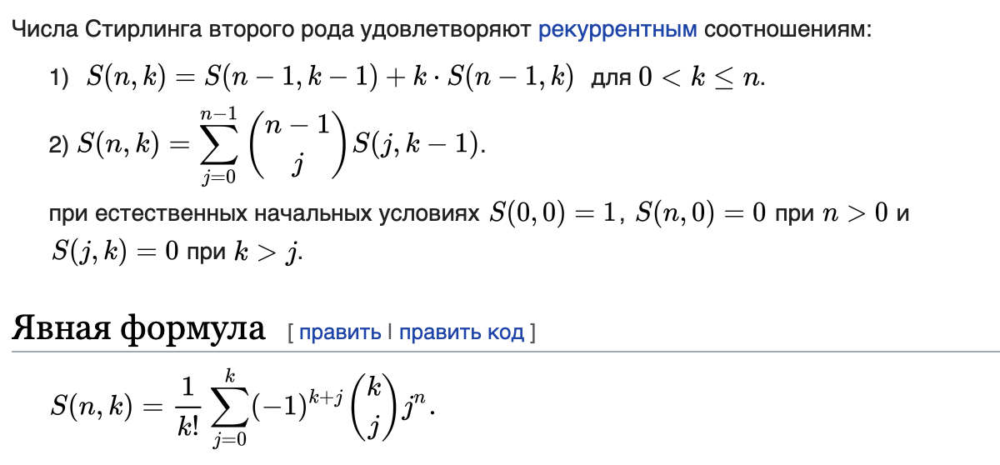 Числа Стирлинга второго рода удовлетворяют рекуррентным соотношениям:
1) $S(n,k) = S(n-1,k-1) + k \cdot S(n-1,k)$ для $0 < k \leq n$.
2) $S(n,k) = \sum_{j=0}^{n-1} \binom{n-1}{j} S(j,k-1)$.
при естественных начальных условиях $S(0,0) = 1$, $S(n,0) = 0$ при $n > 0$ и
$S(j,k) = 0$ при $k > j$.
Явная формула [ править | править код ]
$S(n,k) = \frac{1}{k!} \sum_{j=0}^{k} (-1)^{k+j} \binom{k}{j} j^n$.